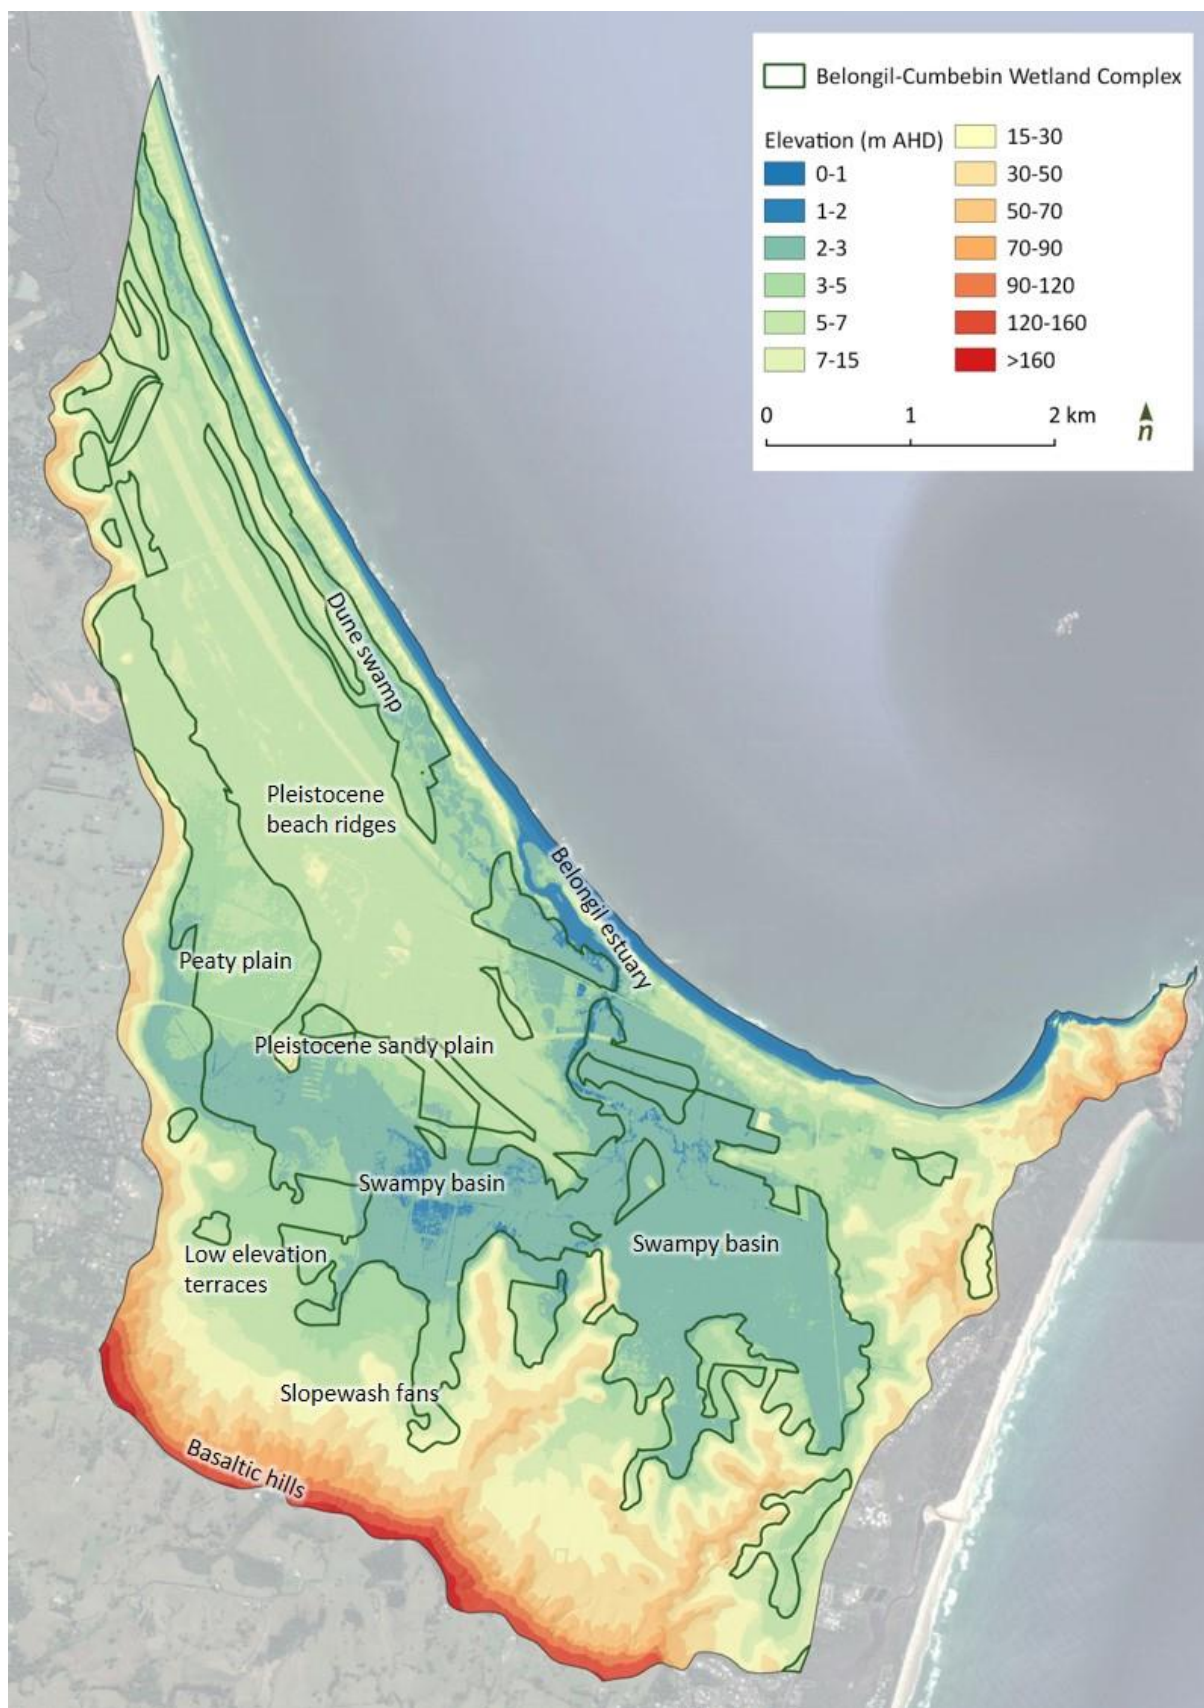 Belongil-Cumbebin Wetland Complex
Elevation (m AHD)
0-1
1-2
2-3
3-5
5-7
7-15
15-30
30-50
50-70
70-90
90-120
120-160
>160
0 1 2 km
n
Dune swamp
Pleistocene
beach ridges
Belongil estuary
Peaty plain
Pleistocene sandy plain
Swampy basin
Swampy basin
Low elevation
terraces
Slopewash fans
Basaltic hills